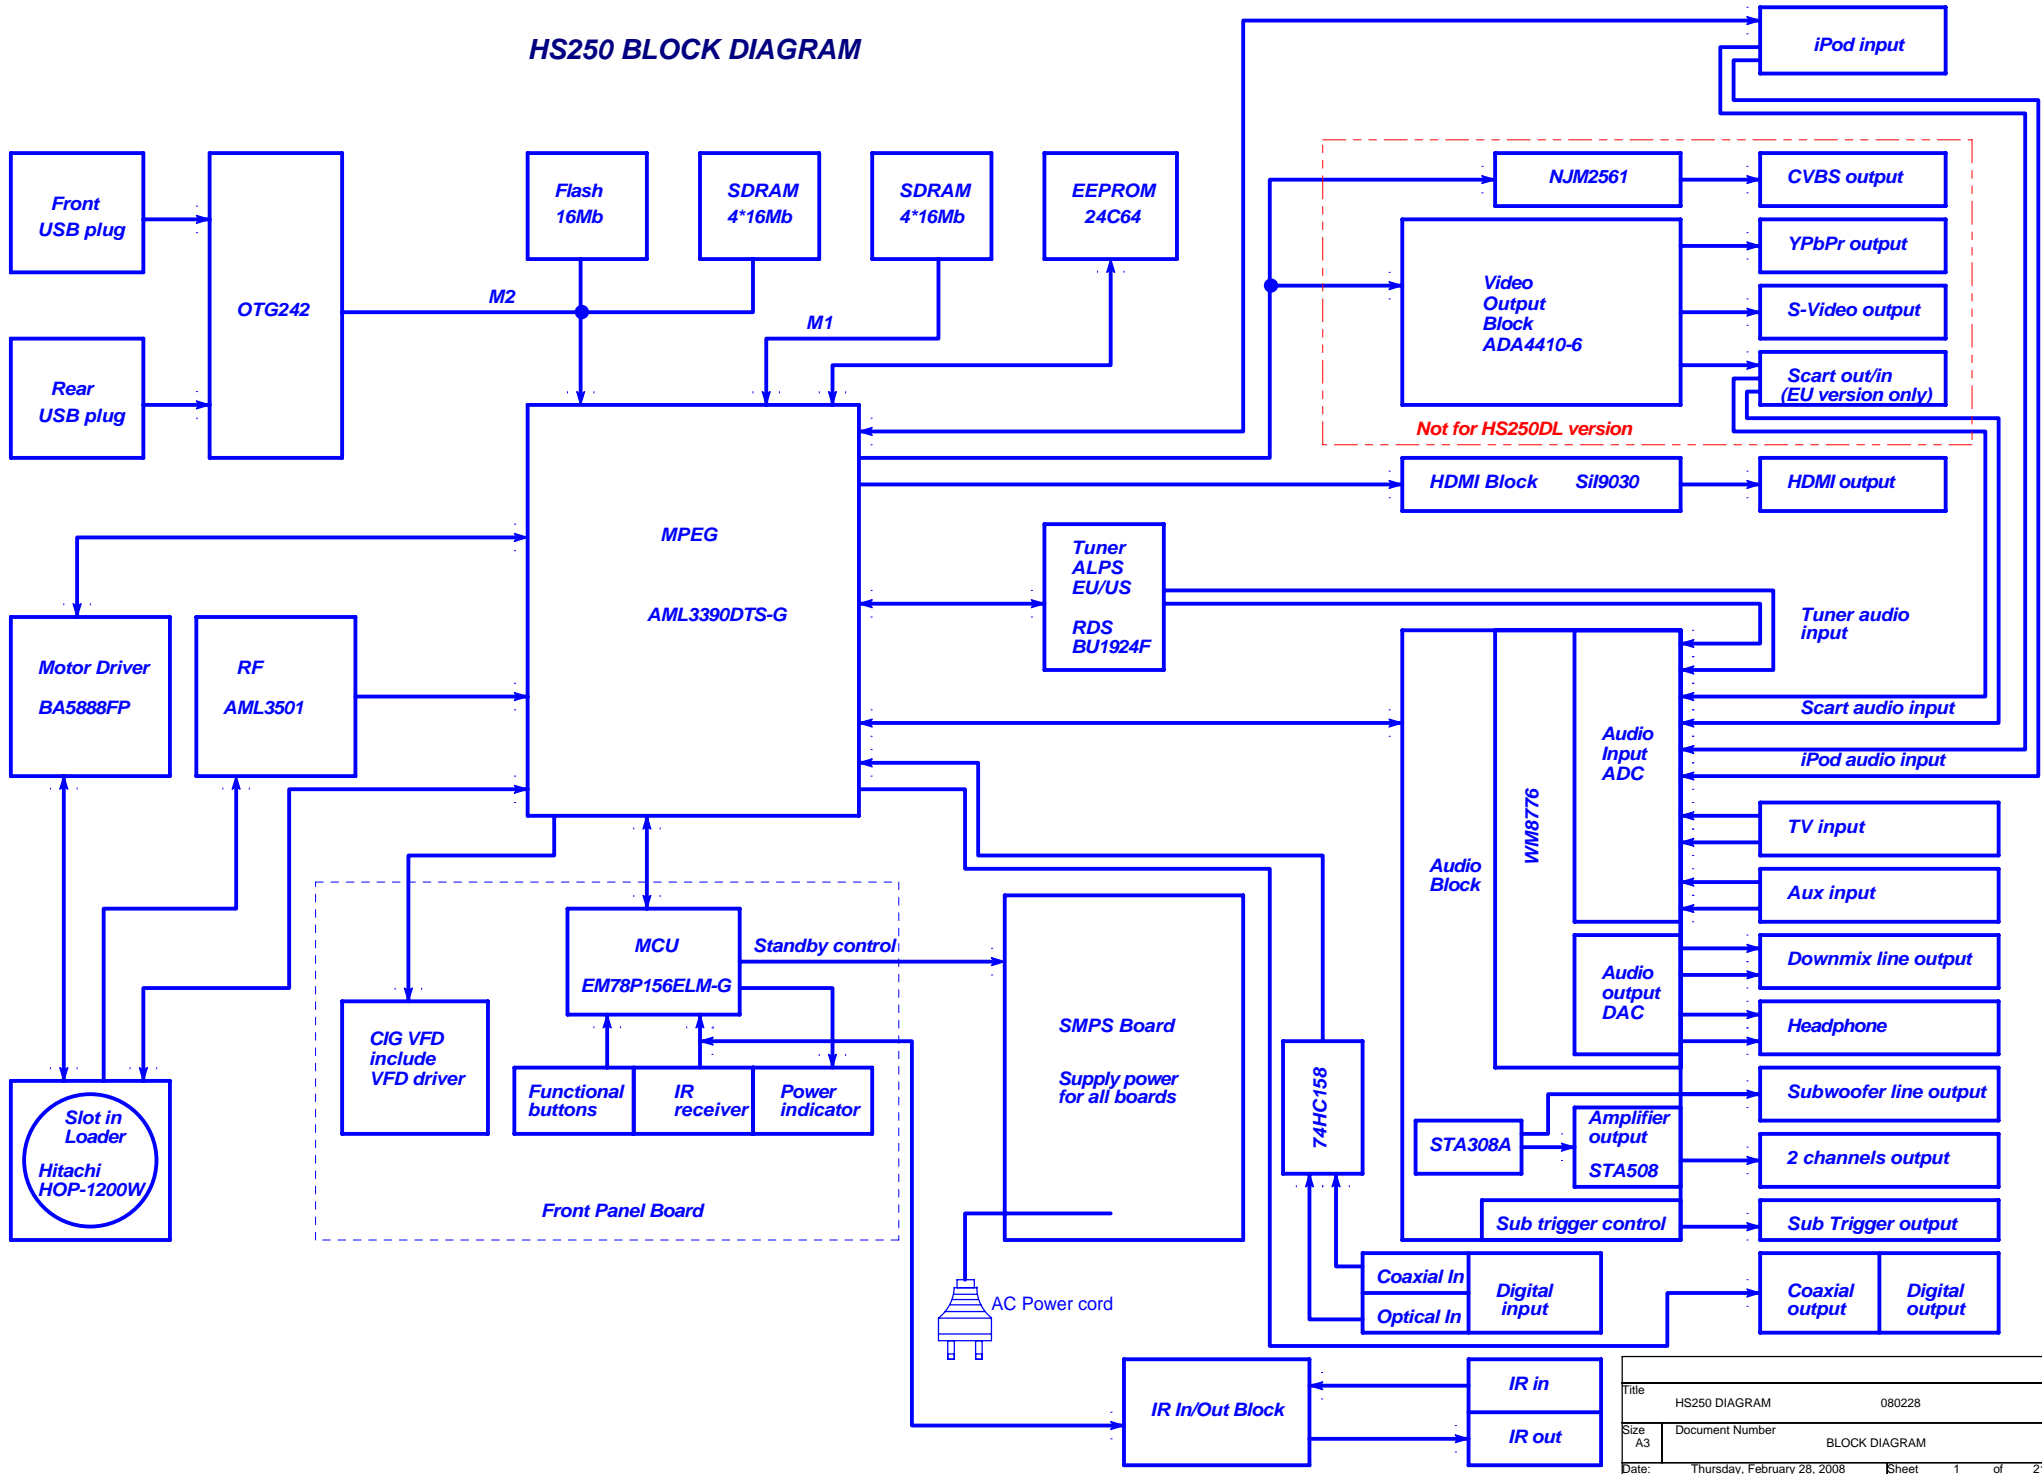 HS250 BLOCK DIAGRAM
iPod input
Front
USB plug
Rear
USB plug
OTG242
Flash
16Mb
SDRAM
4*16Mb
SDRAM
4*16Mb
EEPROM
24C64
M2
M1
NJM2561
CVBS output
YPbPr output
Video
Output
Block
ADA4410-6
S-Video output
Scart out/in
(EU version only)
Not for HS250DL version
HDMI Block SiI9030
HDMI output
MPEG
AML3390DTS-G
Tuner
ALPS
EU/US
RDS
BU1924F
Tuner audio
input
Scart audio input
iPod audio input
Motor Driver
BA5888FP
RF
AML3501
Audio
Input
ADC
WM8776
Audio
Block
TV input
Aux input
Audio
output
DAC
Downmix line output
Headphone
Subwoofer line output
STA308A
Amplifier
output
STA508
2 channels output
Sub trigger control
Sub Trigger output
MCU
EM78P156ELM-G
Standby control
CIG VFD
include
VFD driver
Functional
buttons
IR
receiver
Power
indicator
Front Panel Board
Slot in
Loader
Hitachi
HOP-1200W
SMPS Board
Supply power
for all boards
74HC158
AC Power cord
Coaxial In
Optical In
Digital
input
Coaxial
output
Digital
output
IR In/Out Block
IR in
IR out
Title
HS250 DIAGRAM 080228
Size
A3
Document Number
BLOCK DIAGRAM
Date: Thursday, February 28, 2008 Sheet 1 of 2